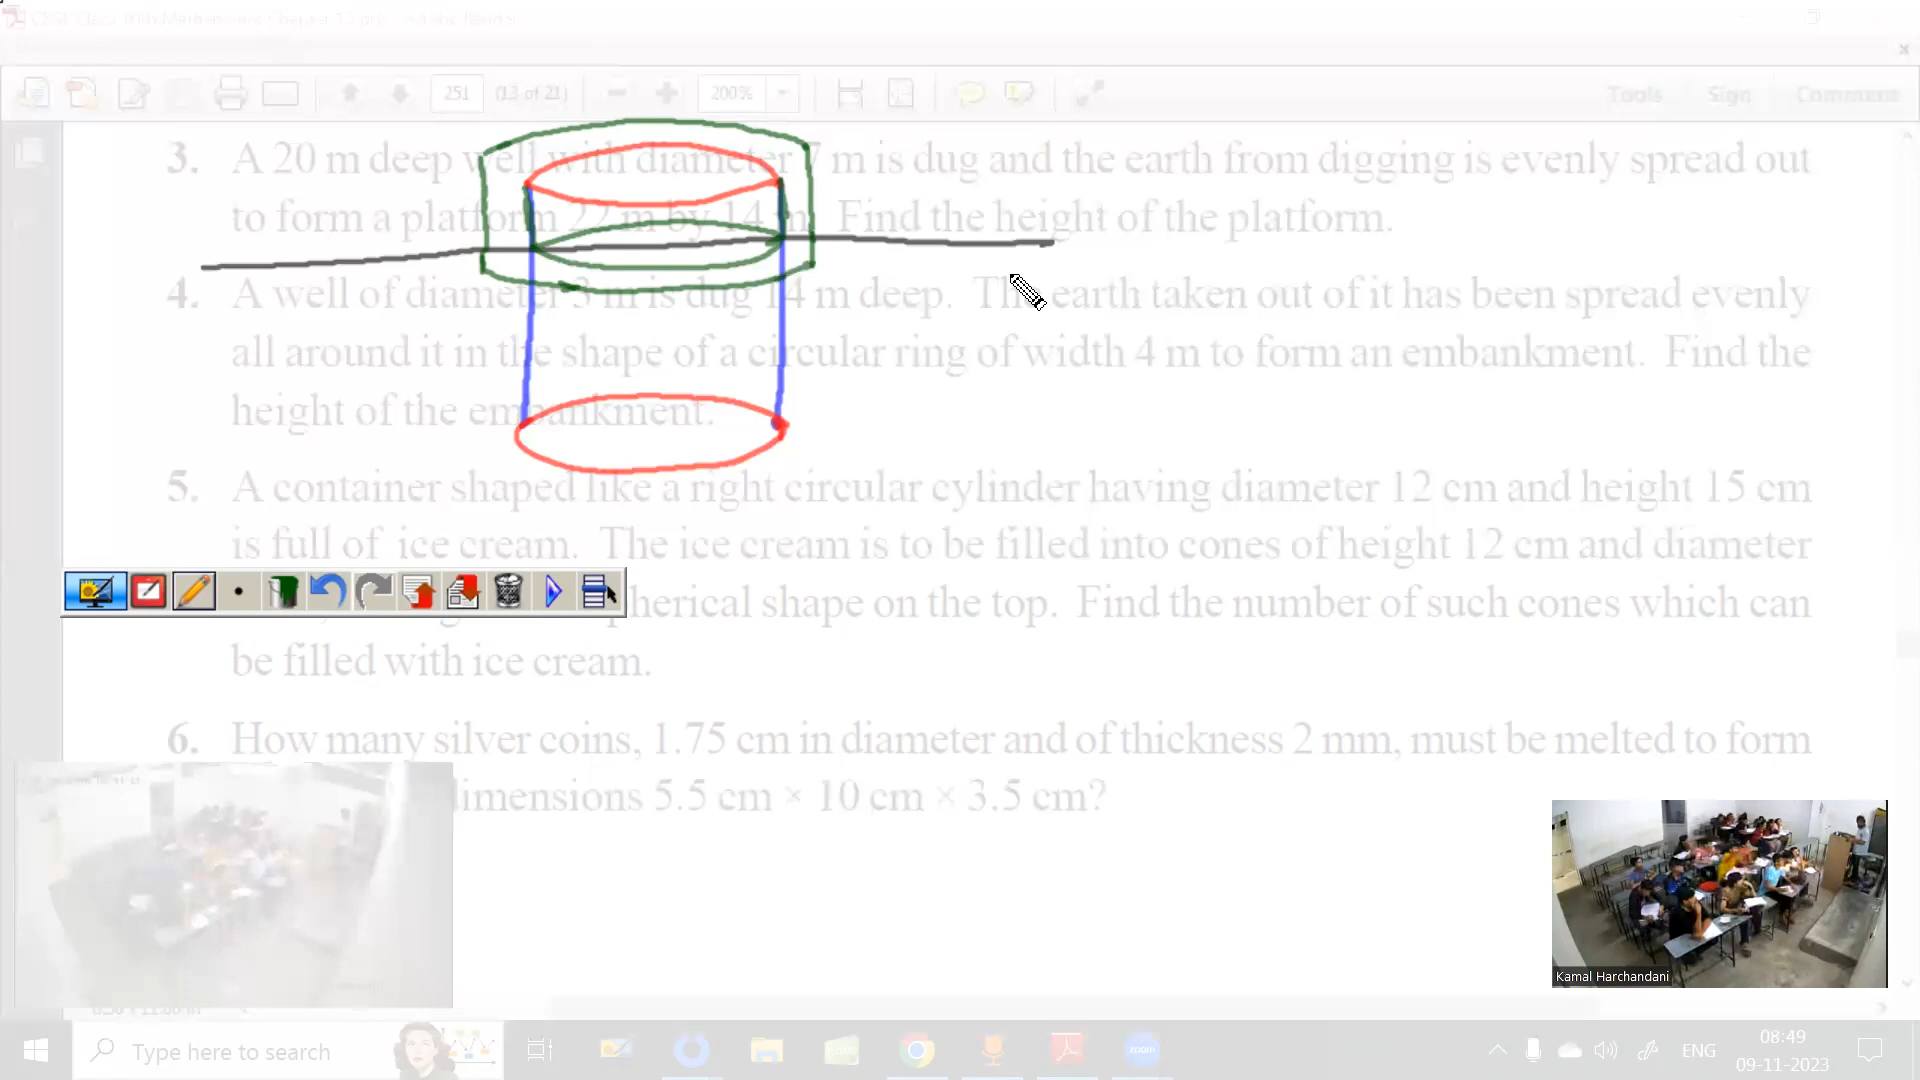 251
(13 of 21)
200%
Tools
Sign
Comment
3. A 20 m deep well with diameter 7 m is dug and the earth from digging is evenly spread out
to form a platform 22 m by 14 m. Find the height of the platform.
4. A well of diameter 3 m is dug 14 m deep. The earth taken out of it has been spread evenly
all around it in the shape of a circular ring of width 4 m to form an embankment. Find the
height of the embankment.
5. A container shaped like a right circular cylinder having diameter 12 cm and height 15 cm
is full of ice cream. The ice cream is to be filled into cones of height 12 cm and diameter
herical shape on the top. Find the number of such cones which can
be filled with ice cream.
6. How many silver coins, 1.75 cm in diameter and of thickness 2 mm, must be melted to form
imensions 5.5 cm × 10 cm × 3.5 cm?
Kamal Harchandani
Type here to search
zoom
ENG
08:49
09-11-2023